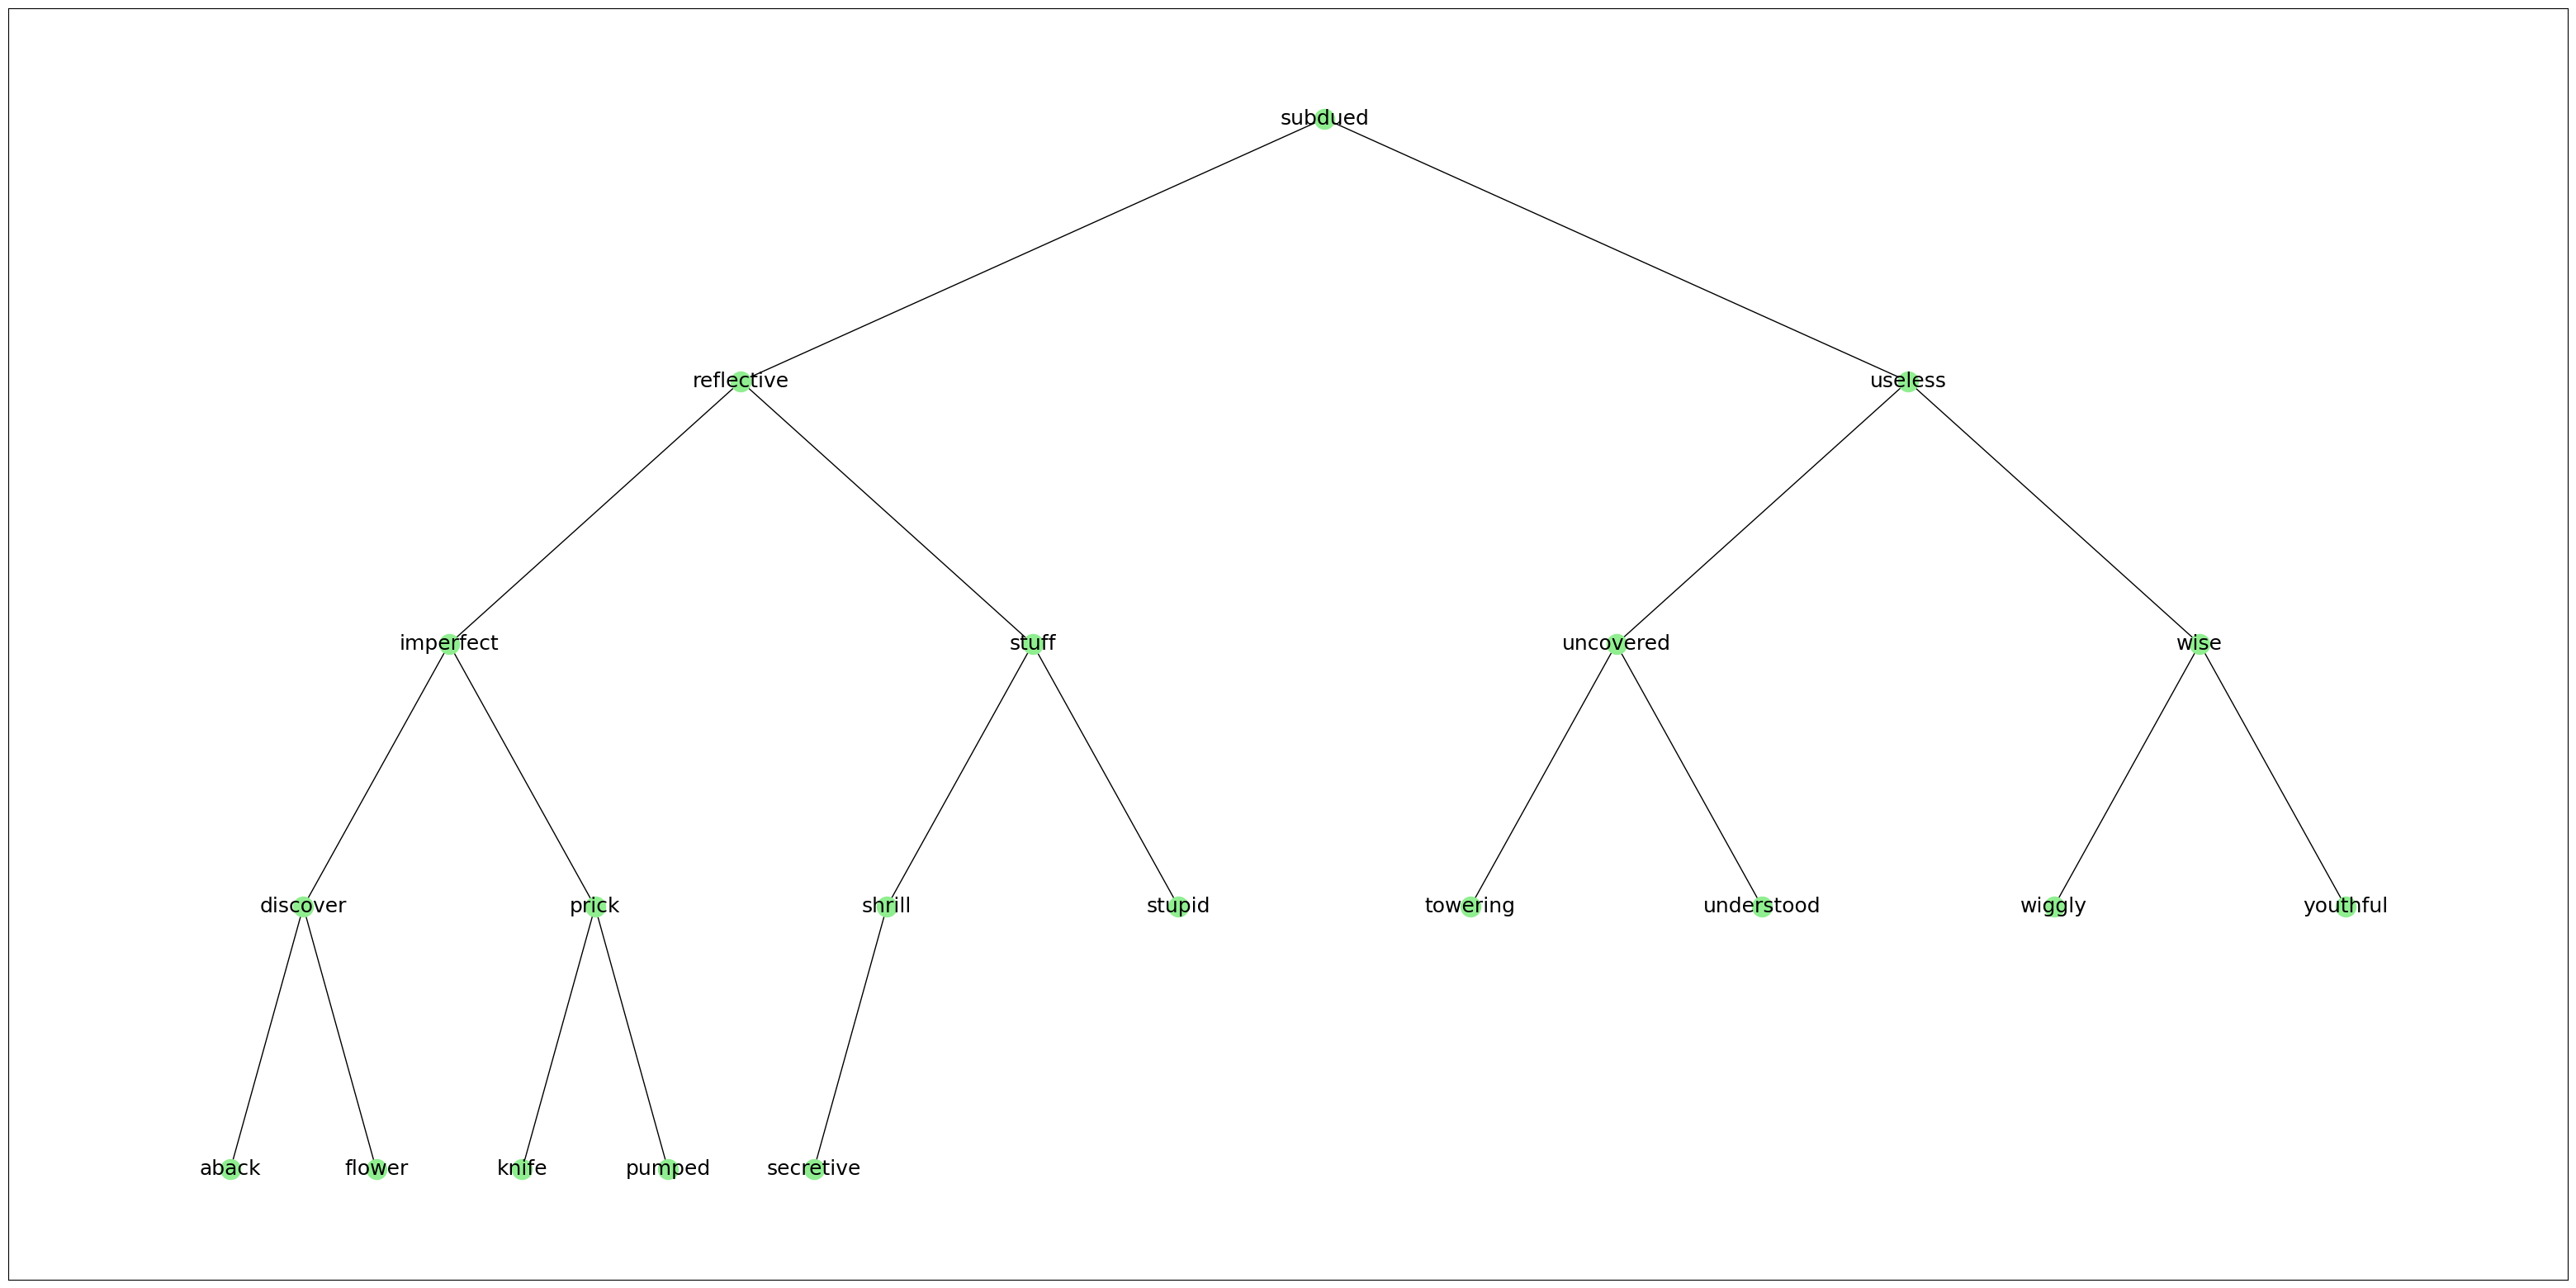 subdued
reflective useless
imperfect stuff uncovered wise
discover prick shrill stupid towering understood wiggly youthful
aback flower knife pumped secretive